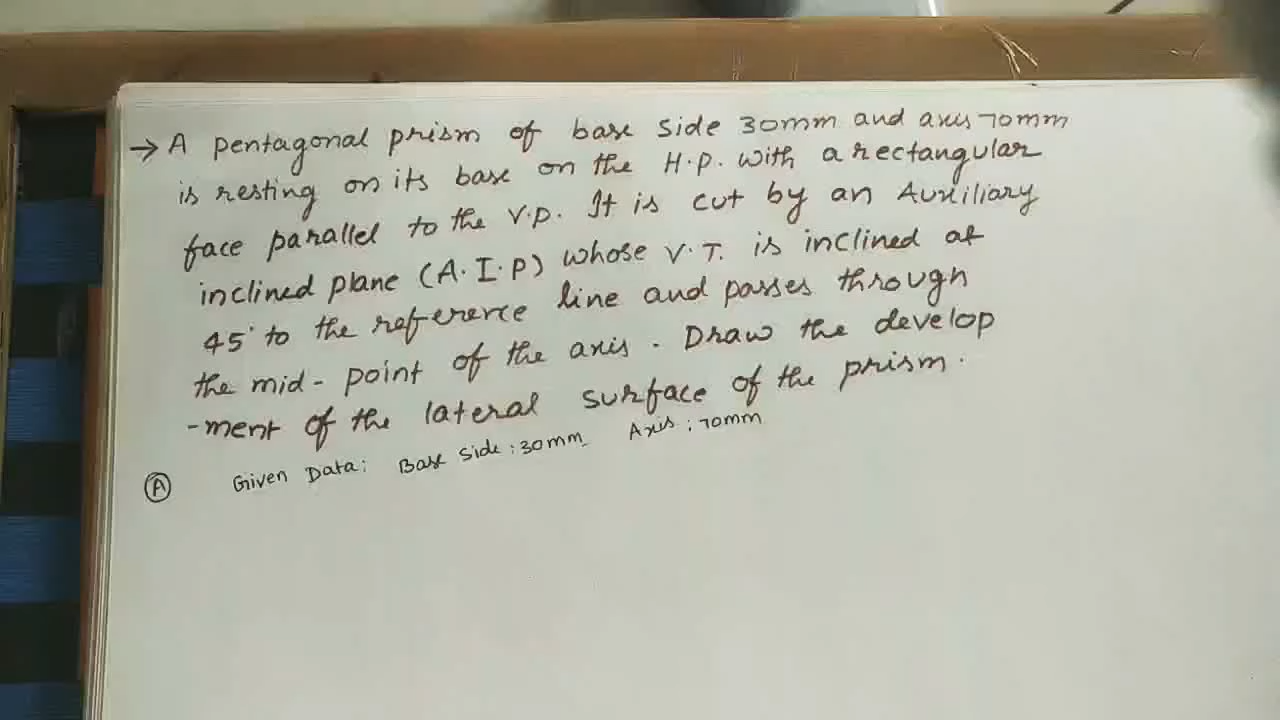 → A pentagonal prism of base side 30mm and axis 70mm
is resting on its base on the H.P. with a rectangular
face parallel to the V.P. It is cut by an Auxiliary
inclined plane (A.I.P) whose V.T. is inclined at
45° to the reference line and passes through
the mid-point of the axis. Draw the develop
-ment of the lateral surface of the prism.
Ⓐ Given Data: Base side: 30mm Axis: 70mm